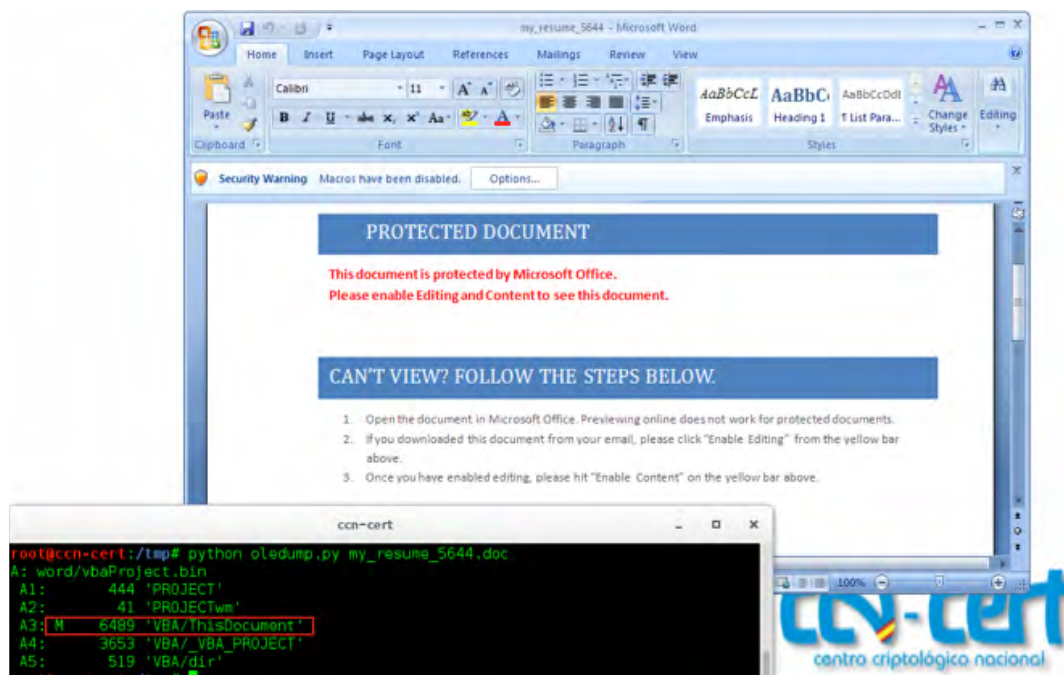 my_resume_5644 - Microsoft Word
Home Insert Page Layout References Mailings Review View
Calibri 11
Paste
B I U abc x₂ x² Aa A
AaBbCcL AaBbC AaBbCcDdI
Emphasis Heading 1 ¶ List Para... Change Styles Editing
Clipboard Font Paragraph Styles
Security Warning Macros have been disabled. Options...
PROTECTED DOCUMENT
This document is protected by Microsoft Office.
Please enable Editing and Content to see this document.
CAN'T VIEW? FOLLOW THE STEPS BELOW.
1. Open the document in Microsoft Office. Previewing online does not work for protected documents.
2. If you downloaded this document from your email, please click "Enable Editing" from the yellow bar
above.
3. Once you have enabled editing, please hit "Enable Content" on the yellow bar above.
100%
ccn-cert
root@ccn-cert:/tmp# python oledump.py my_resume_5644.doc
A: word/vbaProject.bin
A1: 444 'PROJECT'
A2: 41 'PROJECTwm'
A3: M 6489 'VBA/ThisDocument'
A4: 3653 'VBA/_VBA_PROJECT'
A5: 519 'VBA/dir'
ccn-cert
centro criptológico nacional